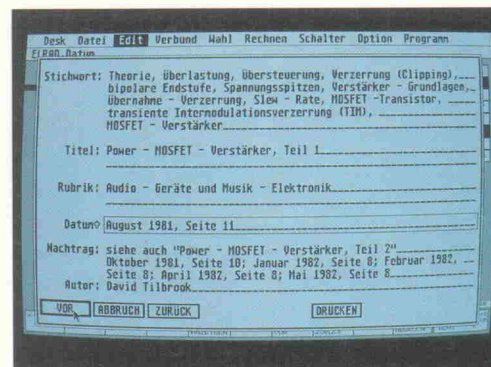 Desk Datei Edit Verbund Wahl Rechnen Schalter Option Programm
ELRAD.Datum
Stichwort: Theorie, Überlastung, Übersteuerung, Verzerrung (Clipping),
bipolare Endstufe, Spannungsspitzen, Verstärker - Grundlagen,
Übernahme - Verzerrung, Slew - Rate, MOSFET -Transistor,
transiente Intermodulationsverzerrung (TIM),
MOSFET - Verstärker
Titel: Power - MOSFET - Verstärker, Teil 1
Rubrik: Audio - Geräte und Musik - Elektronik
Datum◊ August 1981, Seite 11
Nachtrag: siehe auch "Power - MOSFET - Verstärker, Teil 2"
Oktober 1981, Seite 10; Januar 1982, Seite 8; Februar 1982,
Seite 8; April 1982, Seite 8; Mai 1982, Seite 8
Autor: David Tilbrook
VOR ABBRUCH ZURÜCK DRUCKEN